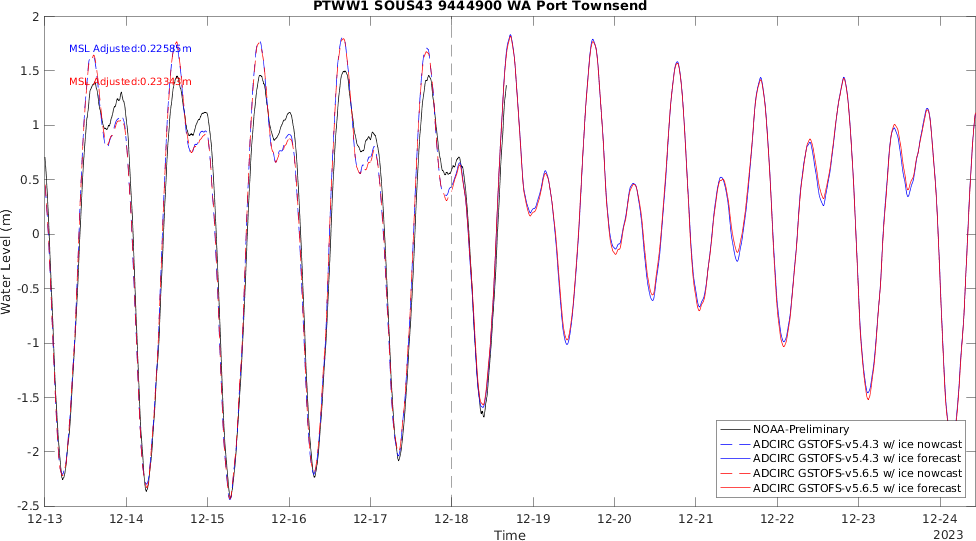 PTWW1 SOUS43 9444900 WA Port Townsend
MSL Adjusted:0.22585m
MSL Adjusted:0.23343m
Water Level (m)
2
1.5
1
0.5
0
-0.5
-1
-1.5
-2
-2.5
NOAA-Preliminary
ADCIRC GSTOFS-v5.4.3 w/ ice nowcast
ADCIRC GSTOFS-v5.4.3 w/ ice forecast
ADCIRC GSTOFS-v5.6.5 w/ ice nowcast
ADCIRC GSTOFS-v5.6.5 w/ ice forecast
12-13 12-14 12-15 12-16 12-17 12-18 12-19 12-20 12-21 12-22 12-23 12-24
Time
2023